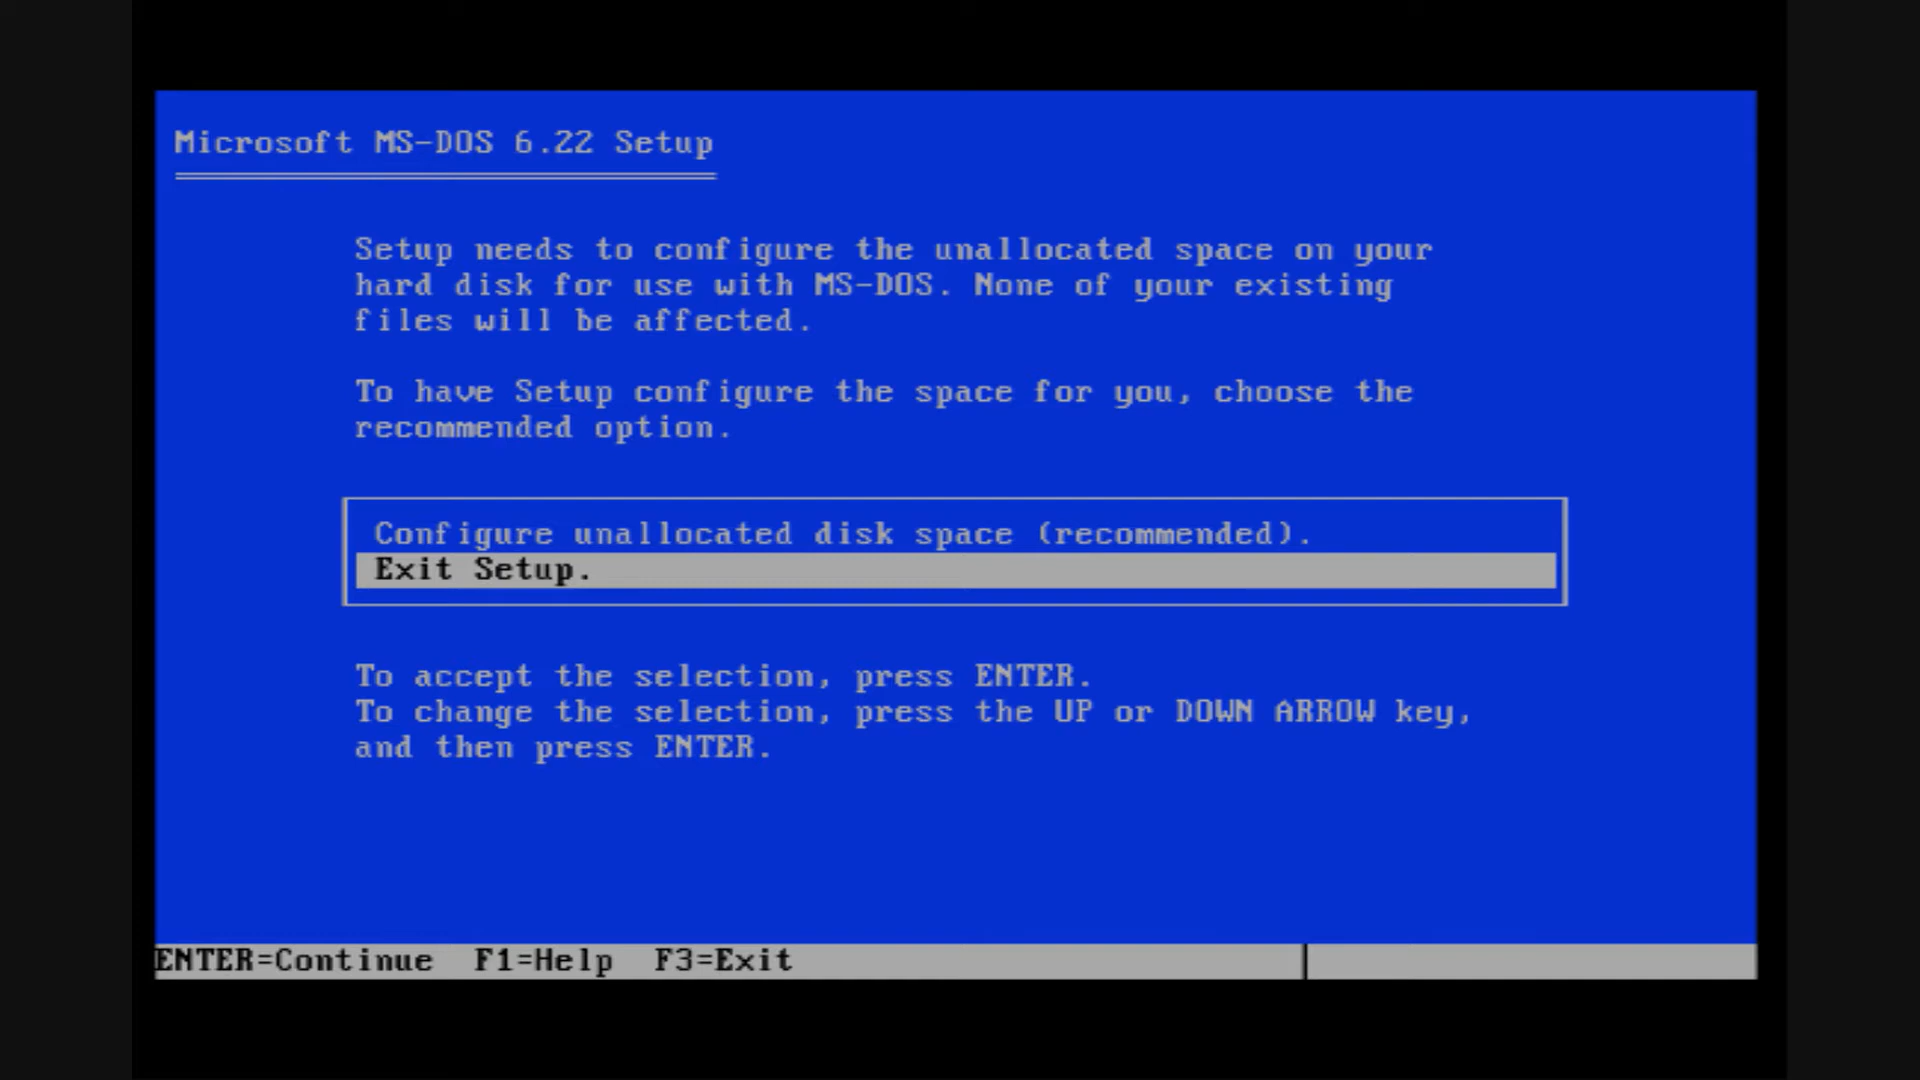 Microsoft MS-DOS 6.22 Setup
Setup needs to configure the unallocated space on your
hard disk for use with MS-DOS. None of your existing
files will be affected.
To have Setup configure the space for you, choose the
recommended option.
Configure unallocated disk space (recommended).
Exit Setup.
To accept the selection, press ENTER.
To change the selection, press the UP or DOWN ARROW key,
and then press ENTER.
ENTER=Continue  F1=Help  F3=Exit